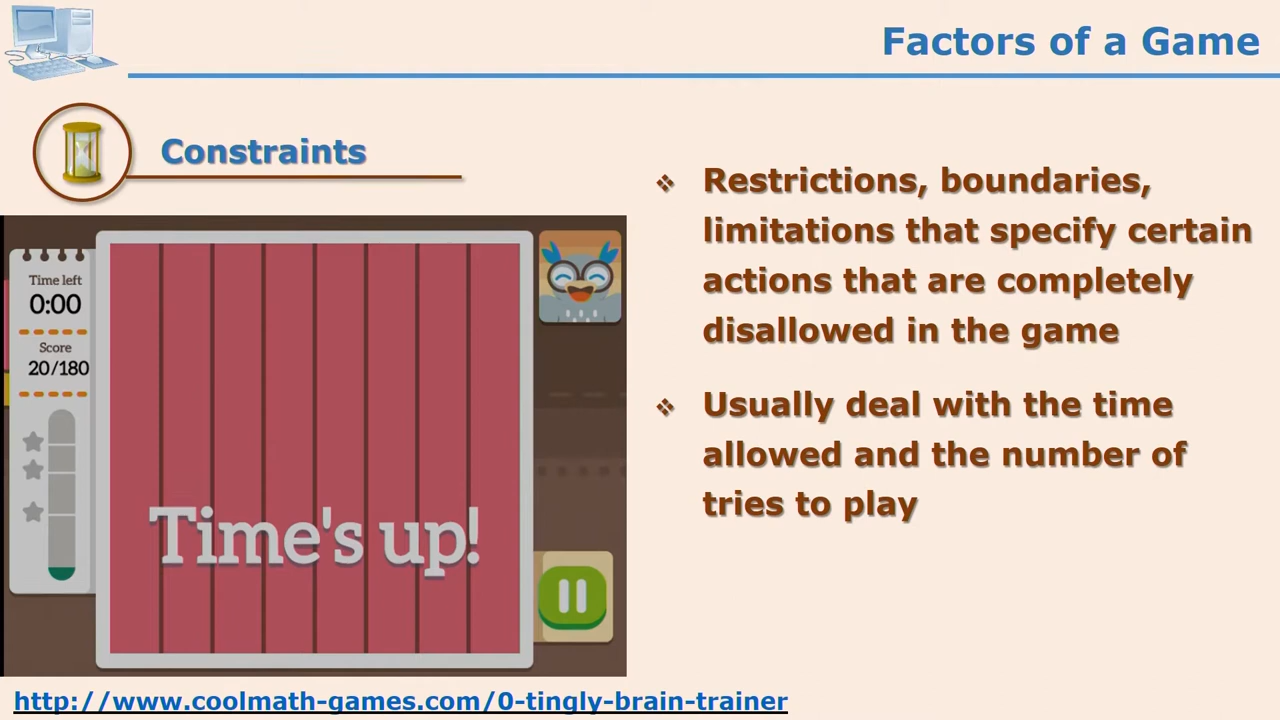 Factors of a Game
Constraints
Restrictions, boundaries,
limitations that specify certain
actions that are completely
disallowed in the game
Usually deal with the time
allowed and the number of
tries to play
Time left
0:00
Score
20/180
Time's up!
http://www.coolmath-games.com/0-tingly-brain-trainer